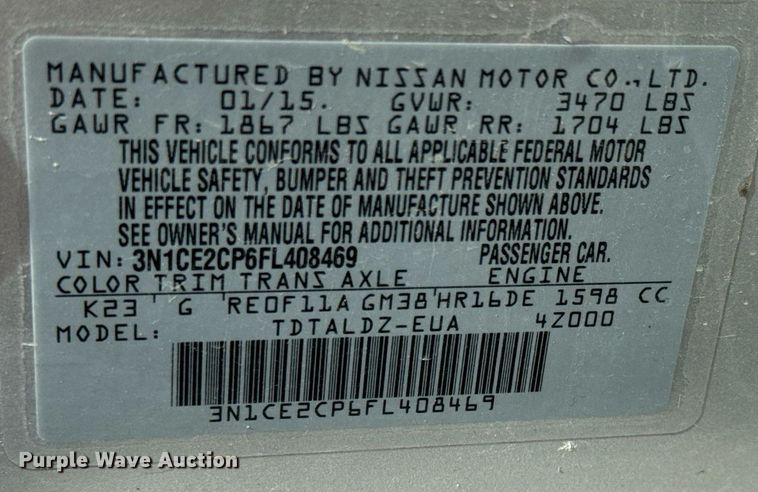 MANUFACTURED BY NISSAN MOTOR CO., LTD.
DATE: 01/15. GVWR: 3470 LBS
GAWR FR: 1867 LBS GAWR RR: 1704 LBS
THIS VEHICLE CONFORMS TO ALL APPLICABLE FEDERAL MOTOR
VEHICLE SAFETY, BUMPER AND THEFT PREVENTION STANDARDS
IN EFFECT ON THE DATE OF MANUFACTURE SHOWN ABOVE.
SEE OWNER'S MANUAL FOR ADDITIONAL INFORMATION.
VIN: 3N1CE2CP6FL408469 PASSENGER CAR.
COLOR TRIM TRANS AXLE ENGINE
K23 G RE0F11A GM38 HR16DE 1598 CC
MODEL: TDTALDZ-EUA 4Z000
3N1CE2CP6FL408469
Purple Wave Auction